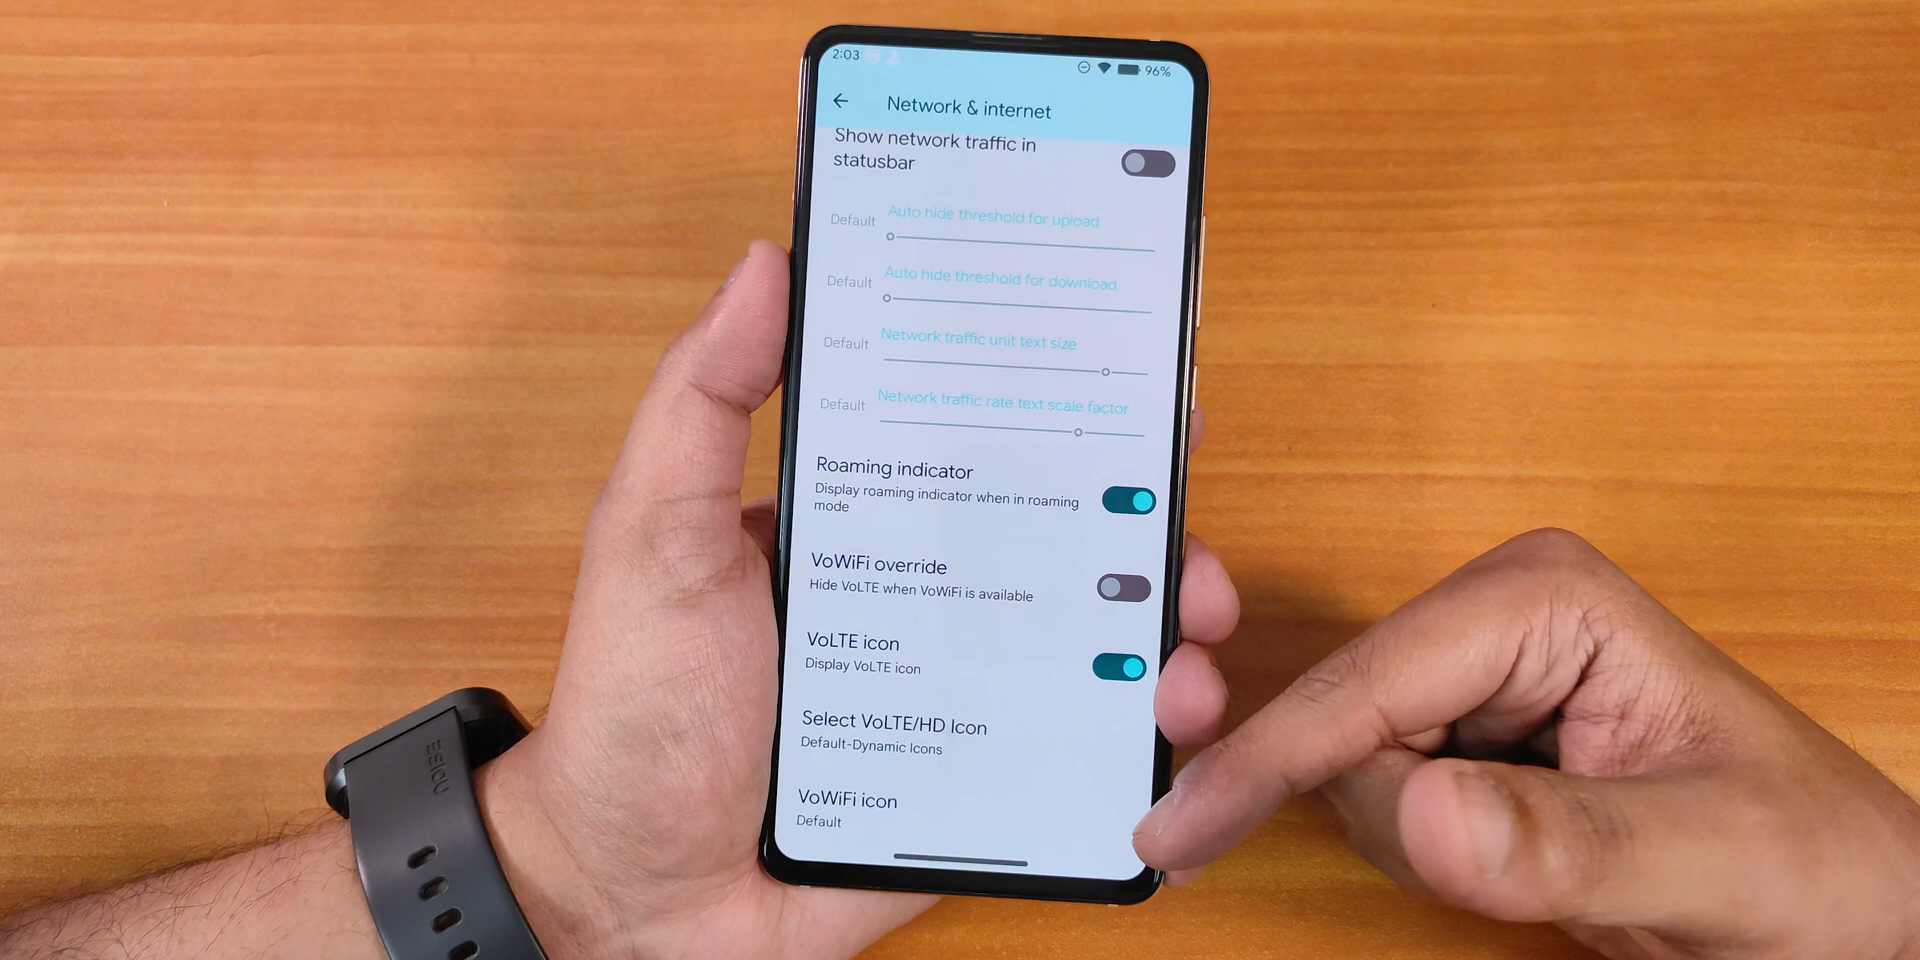 2:03
96%
Network & internet
Show network traffic in
statusbar
Auto hide threshold for upload
Default
Auto hide threshold for download
Default
Network traffic unit text size
Default
Network traffic rate text scale factor
Default
Roaming indicator
Display roaming indicator when in roaming
mode
VoWiFi override
Hide VoLTE when VoWiFi is available
VoLTE icon
Display VoLTE icon
Select VoLTE/HD Icon
Default-Dynamic Icons
VoWiFi icon
Default